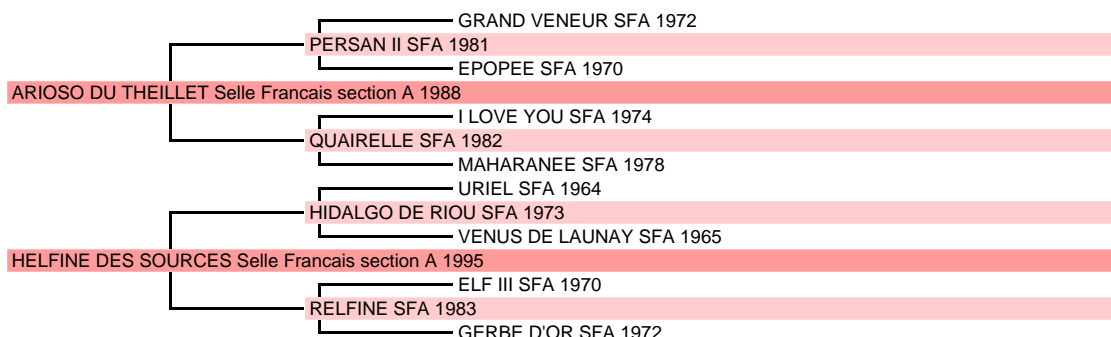 GRAND VENEUR SFA 1972
PERSAN II SFA 1981
EPOPEE SFA 1970
ARIOSO DU THEILLET Selle Francais section A 1988
I LOVE YOU SFA 1974
QUAIRELLE SFA 1982
MAHARANEE SFA 1978
URIEL SFA 1964
HIDALGO DE RIOU SFA 1973
VENUS DE LAUNAY SFA 1965
HELFINE DES SOURCES Selle Francais section A 1995
ELF III SFA 1970
RELFINE SFA 1983
GERBE D'OR SFA 1972